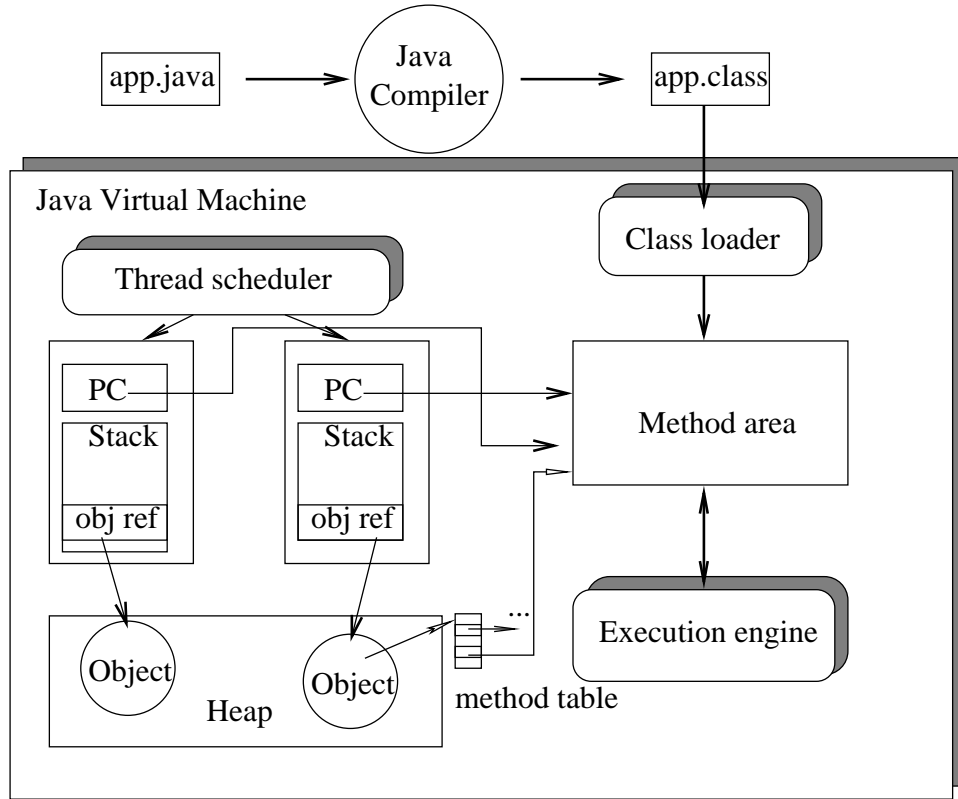 app.java
Java
Compiler
app.class
Java Virtual Machine
Class loader
Thread scheduler
PC
PC
Method area
Stack
Stack
obj ref
obj ref
...
Execution engine
Object
Object
method table
Heap